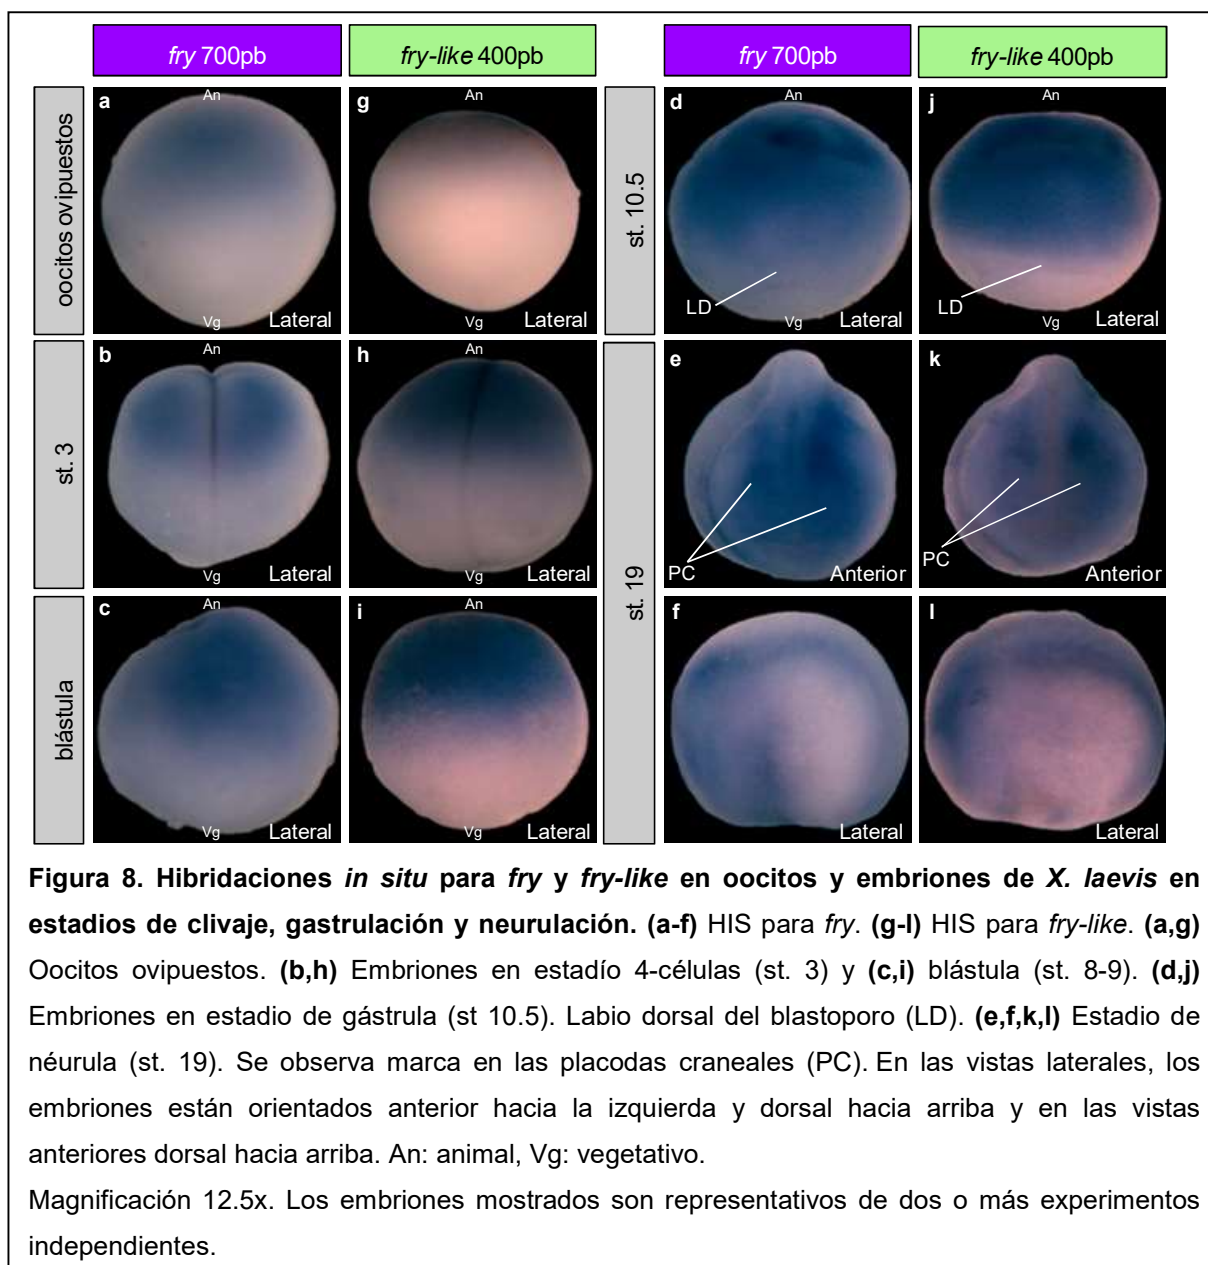 fry 700pb
fry-like 400pb
fry 700pb
fry-like 400pb
oocitos ovipuestos
a
An
Vg
Lateral
g
An
Vg
Lateral
st. 10.5
d
An
LD
Vg
Lateral
j
An
LD
Vg
Lateral
st. 3
b
An
Vg
Lateral
h
An
Vg
Lateral
st. 19
e
PC
Anterior
k
PC
Anterior
blástula
c
An
Vg
Lateral
i
An
Vg
Lateral
f
Lateral
l
Lateral
Figura 8. Hibridaciones in situ para fry y fry-like en oocitos y embriones de X. laevis en
estadios de clivaje, gastrulación y neurulación. (a-f) HIS para fry. (g-l) HIS para fry-like. (a,g)
Oocitos ovipuestos. (b,h) Embriones en estadío 4-células (st. 3) y (c,i) blástula (st. 8-9). (d,j)
Embriones en estadio de gástrula (st 10.5). Labio dorsal del blastoporo (LD). (e,f,k,l) Estadio de
néurula (st. 19). Se observa marca en las placodas craneales (PC). En las vistas laterales, los
embriones están orientados anterior hacia la izquierda y dorsal hacia arriba y en las vistas
anteriores dorsal hacia arriba. An: animal, Vg: vegetativo.
Magnificación 12.5x. Los embriones mostrados son representativos de dos o más experimentos
independientes.